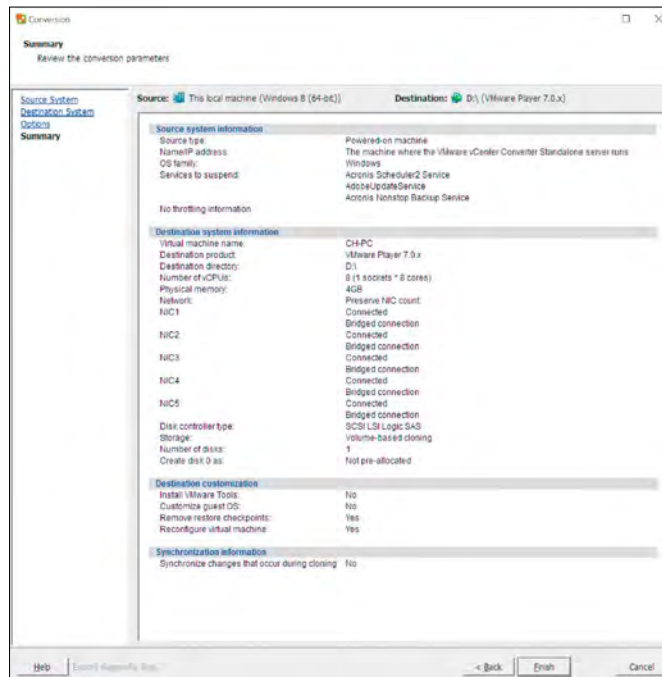 Conversion
Summary
Review the conversion parameters
Source System
Destination System
Options
Summary
Source: This local machine (Windows 8 (64-bit)) Destination: D:\ (VMware Player 7.0.x)
Source system information
Source type: Powered-on machine
Name/IP address: The machine where the VMware vCenter Converter Standalone server runs
OS family: Windows
Services to suspend: Acronis Scheduler2 Service
AdobeUpdateService
Acronis Nonstop Backup Service
No throttling information
Destination system information
Virtual machine name: CH-PC
Destination product: VMware Player 7.0.x
Destination directory: D:\
Number of vCPUs: 8 (1 sockets * 8 cores)
Physical memory: 4GB
Network: Preserve NIC count
NIC1 Connected
Bridged connection
NIC2 Connected
Bridged connection
NIC3 Connected
Bridged connection
NIC4 Connected
Bridged connection
NIC5 Connected
Bridged connection
Disk controller type: SCSI LSI Logic SAS
Storage: Volume-based cloning
Number of disks: 1
Create disk 0 as: Not pre-allocated
Destination customization
Install VMware Tools: No
Customize guest OS: No
Remove restore checkpoints: Yes
Reconfigure virtual machine: Yes
Synchronization information
Synchronize changes that occur during cloning No
Help Export diagnostic logs... < Back Finish Cancel